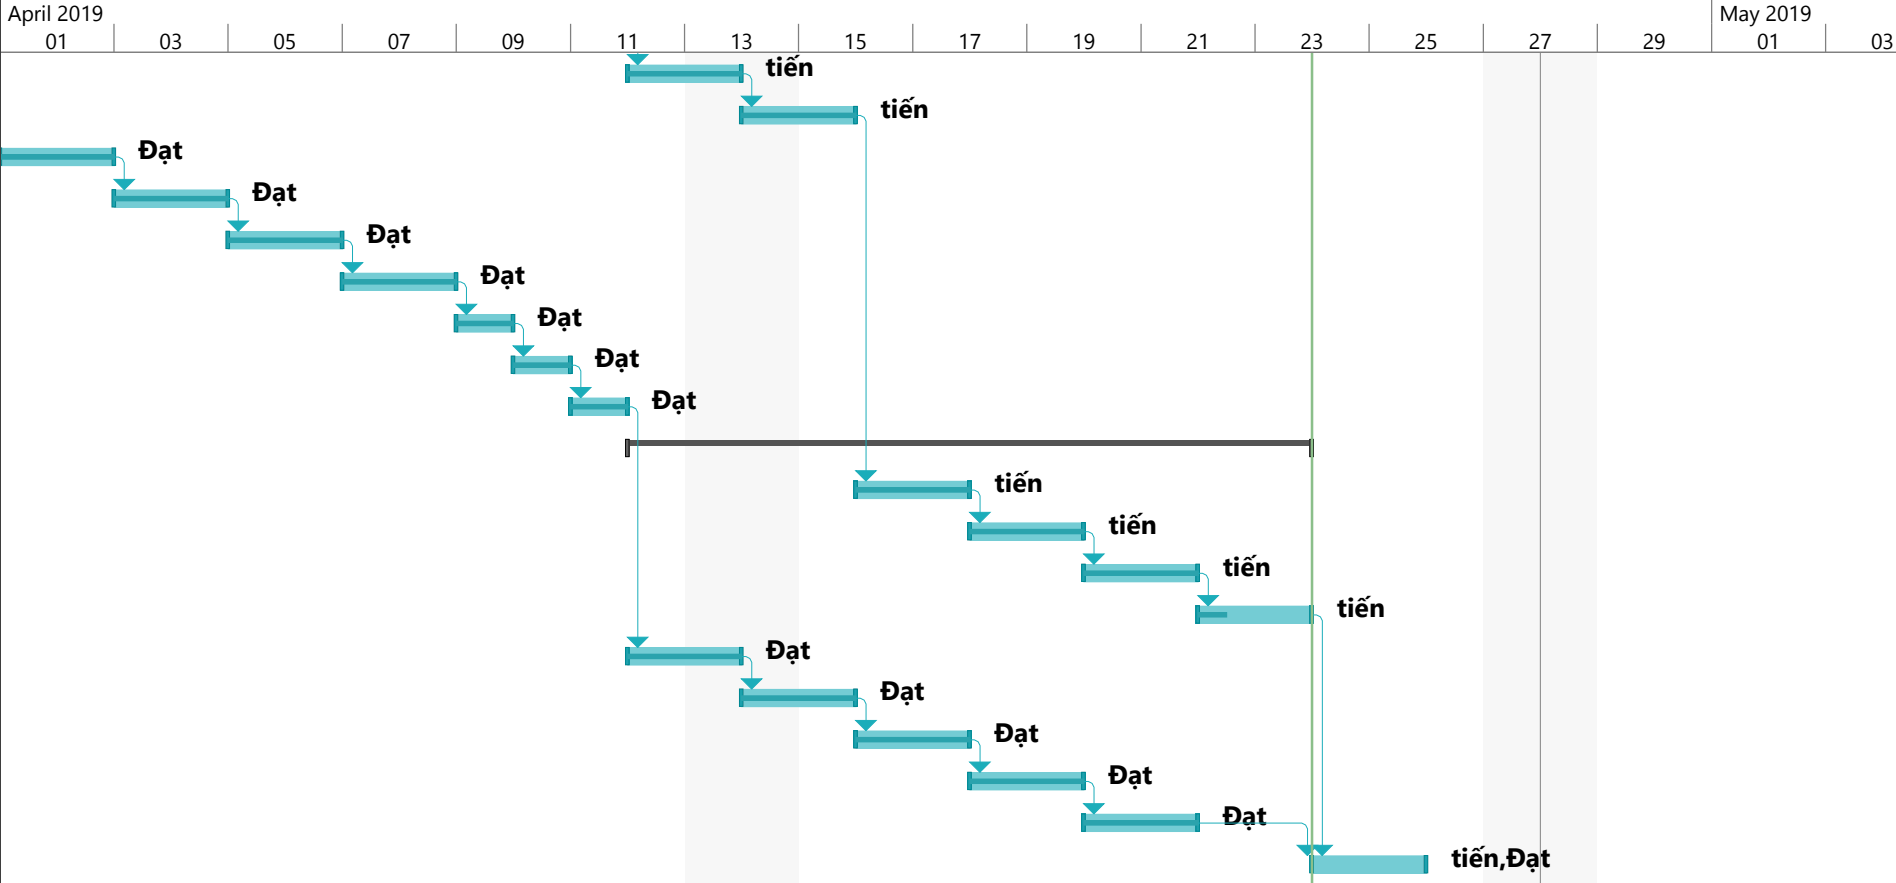 April 2019 May 2019
01 03 05 07 09 11 13 15 17 19 21 23 25 27 29 01 03
tiến
tiến
Đạt
Đạt
Đạt
Đạt
Đạt
Đạt
Đạt
tiến
tiến
tiến
tiến
Đạt
Đạt
Đạt
Đạt
Đạt
tiến,Đạt